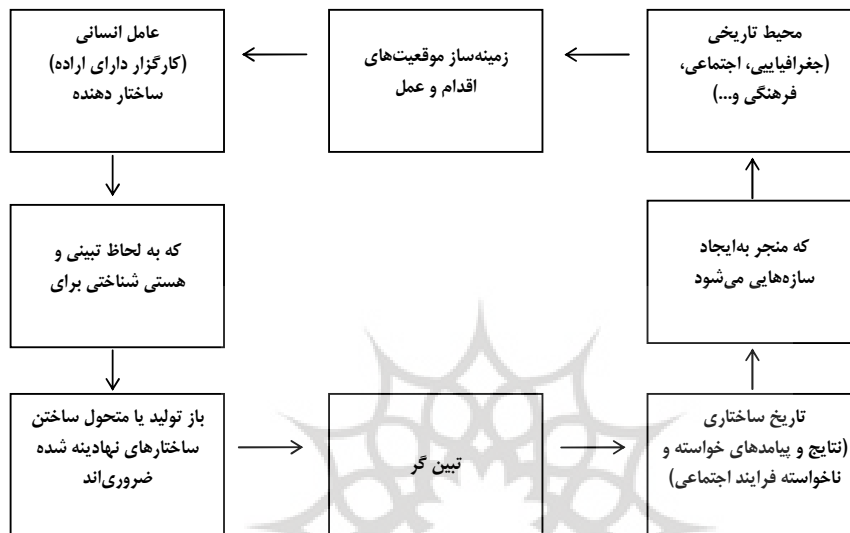 محیط تاریخی
(جغرافیایی، اجتماعی،
فرهنگی و...)
زمینه‌ساز موقعیت‌های
اقدام و عمل
عامل انسانی
(کارگزار دارای اراده)
ساختار دهنده
که به لحاظ تبینی و
هستی شناختی برای
باز تولید یا متحول ساختن
ساختارهای نهادینه شده
ضروری‌اند
تبین گر
تاریخ ساختاری
(نتایج و پیامدهای خواسته و
ناخواسته فرایند اجتماعی)
که منجر به‌ایجاد
سازه‌هایی می‌شود